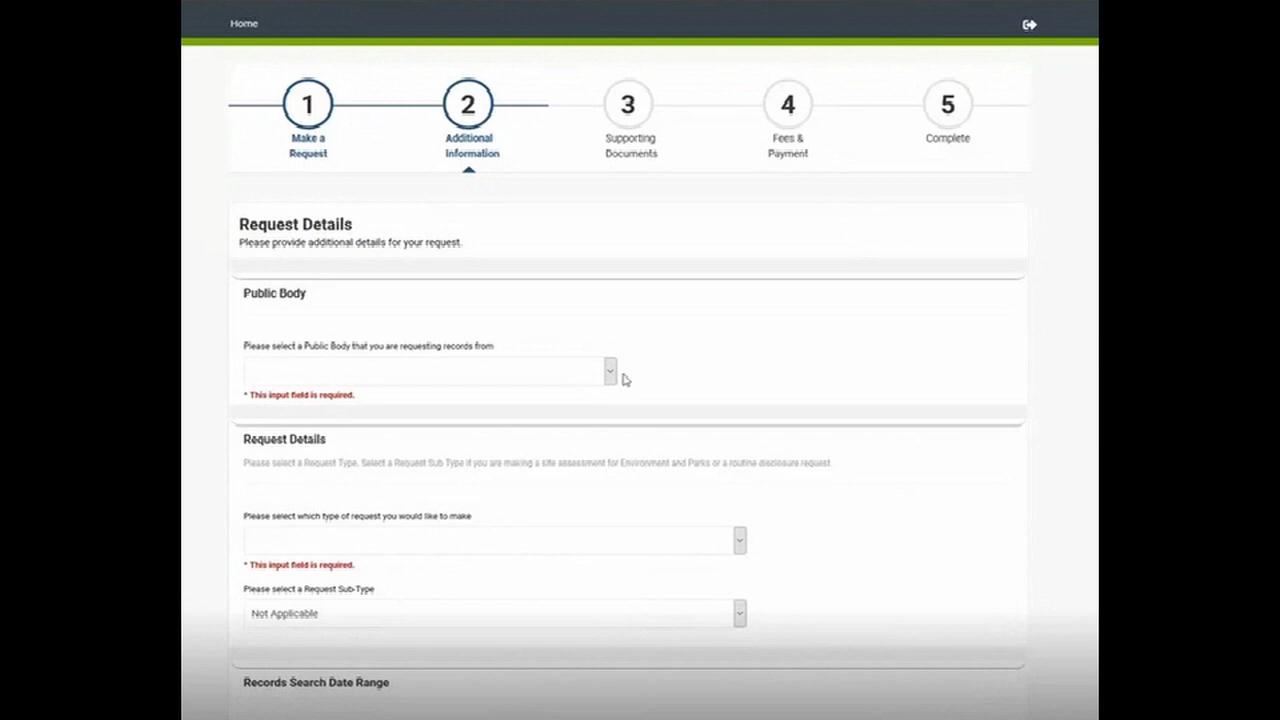 Home
1
2
3
4
5
Make a
Request
Additional
Information
Supporting
Documents
Fees &
Payment
Complete
Request Details
Please provide additional details for your request.
Public Body
Please select a Public Body that you are requesting records from
* This input field is required.
Request Details
Please select a Request Type. Select a Request Sub Type if you are making a site assessment for Environment and Parks or a routine disclosure request
Please select which type of request you would like to make
* This input field is required.
Please select a Request Sub-Type
Not Applicable
Records Search Date Range